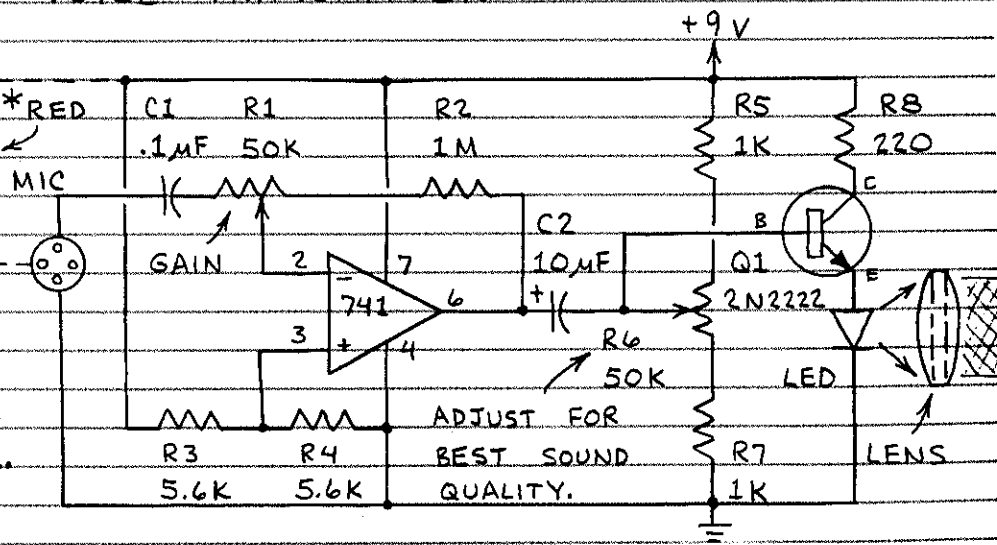 +9V
*RED
C1 R1 R2 R5 R8
.1µF 50K 1M 1K 220
MIC
C
C2 B
GAIN 2 7 10µF Q1 E
- 741 6 + 2N2222
3 + 4 R6
50K LED
ADJUST FOR
R3 R4 BEST SOUND R7 LENS
5.6K 5.6K QUALITY. 1K